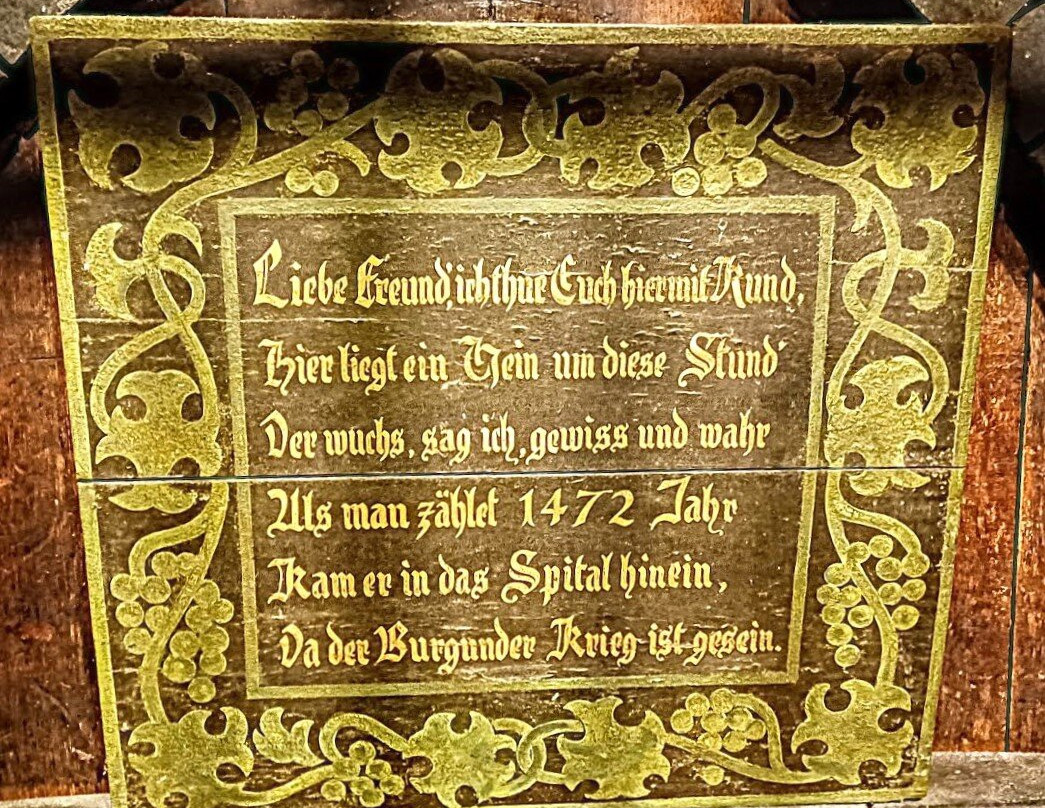 Liebe Freund', ich thue Euch hiermit Kund,
Hier liegt ein Wein um diese Stund'
Der wuchs, sag ich, gewiss und wahr
Als man zählet 1472 Jahr
Kam er in das Spital hinein,
Da der Burgunder Krieg ist gesein.